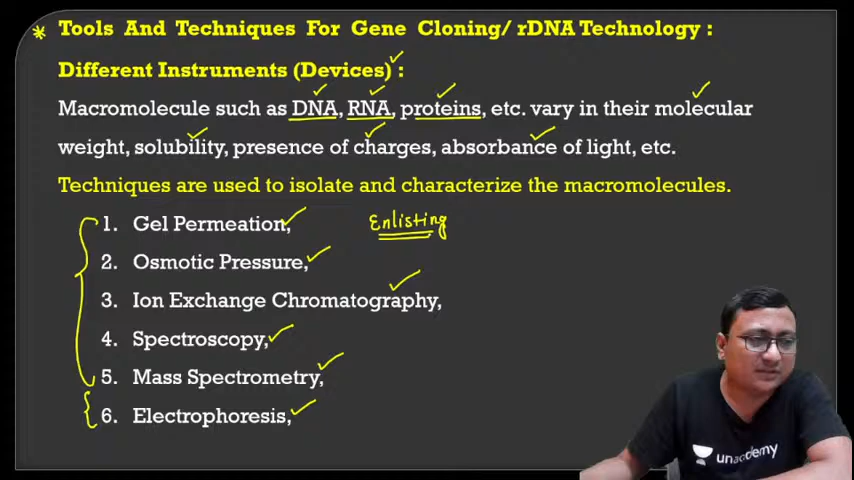 * Tools And Techniques For Gene Cloning/ rDNA Technology :
Different Instruments (Devices) :
Macromolecule such as DNA, RNA, proteins, etc. vary in their molecular
weight, solubility, presence of charges, absorbance of light, etc.
Techniques are used to isolate and characterize the macromolecules.
1. Gel Permeation,
Enlisting
2. Osmotic Pressure,
3. Ion Exchange Chromatography,
4. Spectroscopy,
5. Mass Spectrometry,
6. Electrophoresis,
unacademy